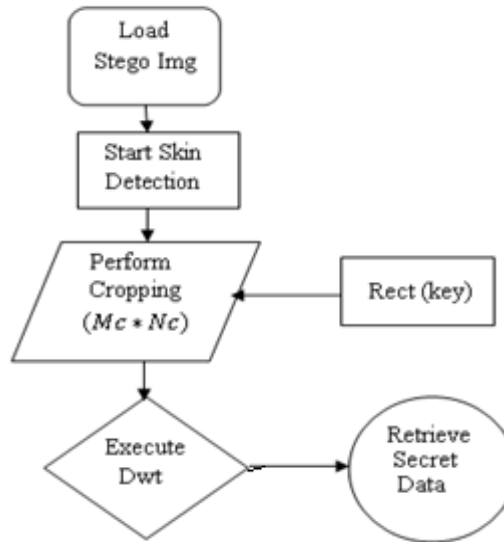 Load
Stego Img
Start Skin
Detection
Perform
Cropping
(Mc * Nc)
Rect (key)
Execute
Dwt
Retrieve
Secret
Data